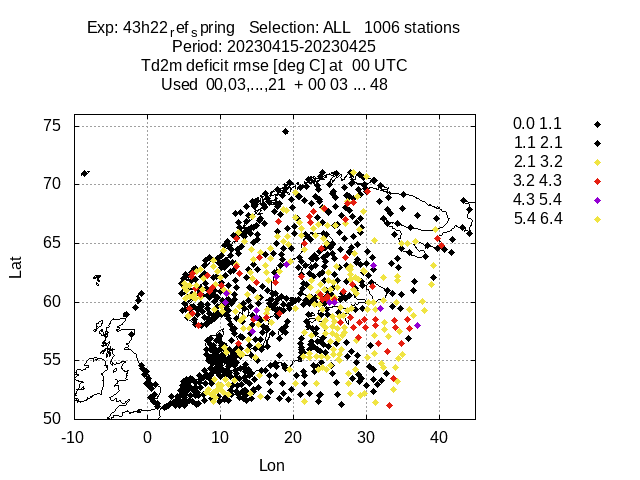 Exp: 43h22refspring Selection: ALL 1006 stations
Period: 20230415-20230425
Td2m deficit rmse [deg C] at 00 UTC
Used 00,03,...,21 + 00 03 ... 48
0.0 1.1
1.1 2.1
2.1 3.2
3.2 4.3
4.3 5.4
5.4 6.4
75
70
65
60
55
50
Lat
-10 0 10 20 30 40
Lon